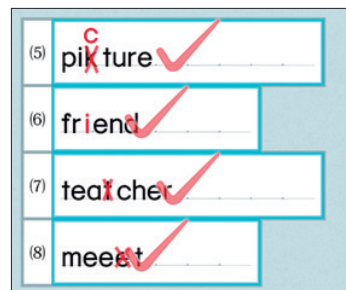 (5) pikture c
(6) friend
(7) teatcher
(8) meeet